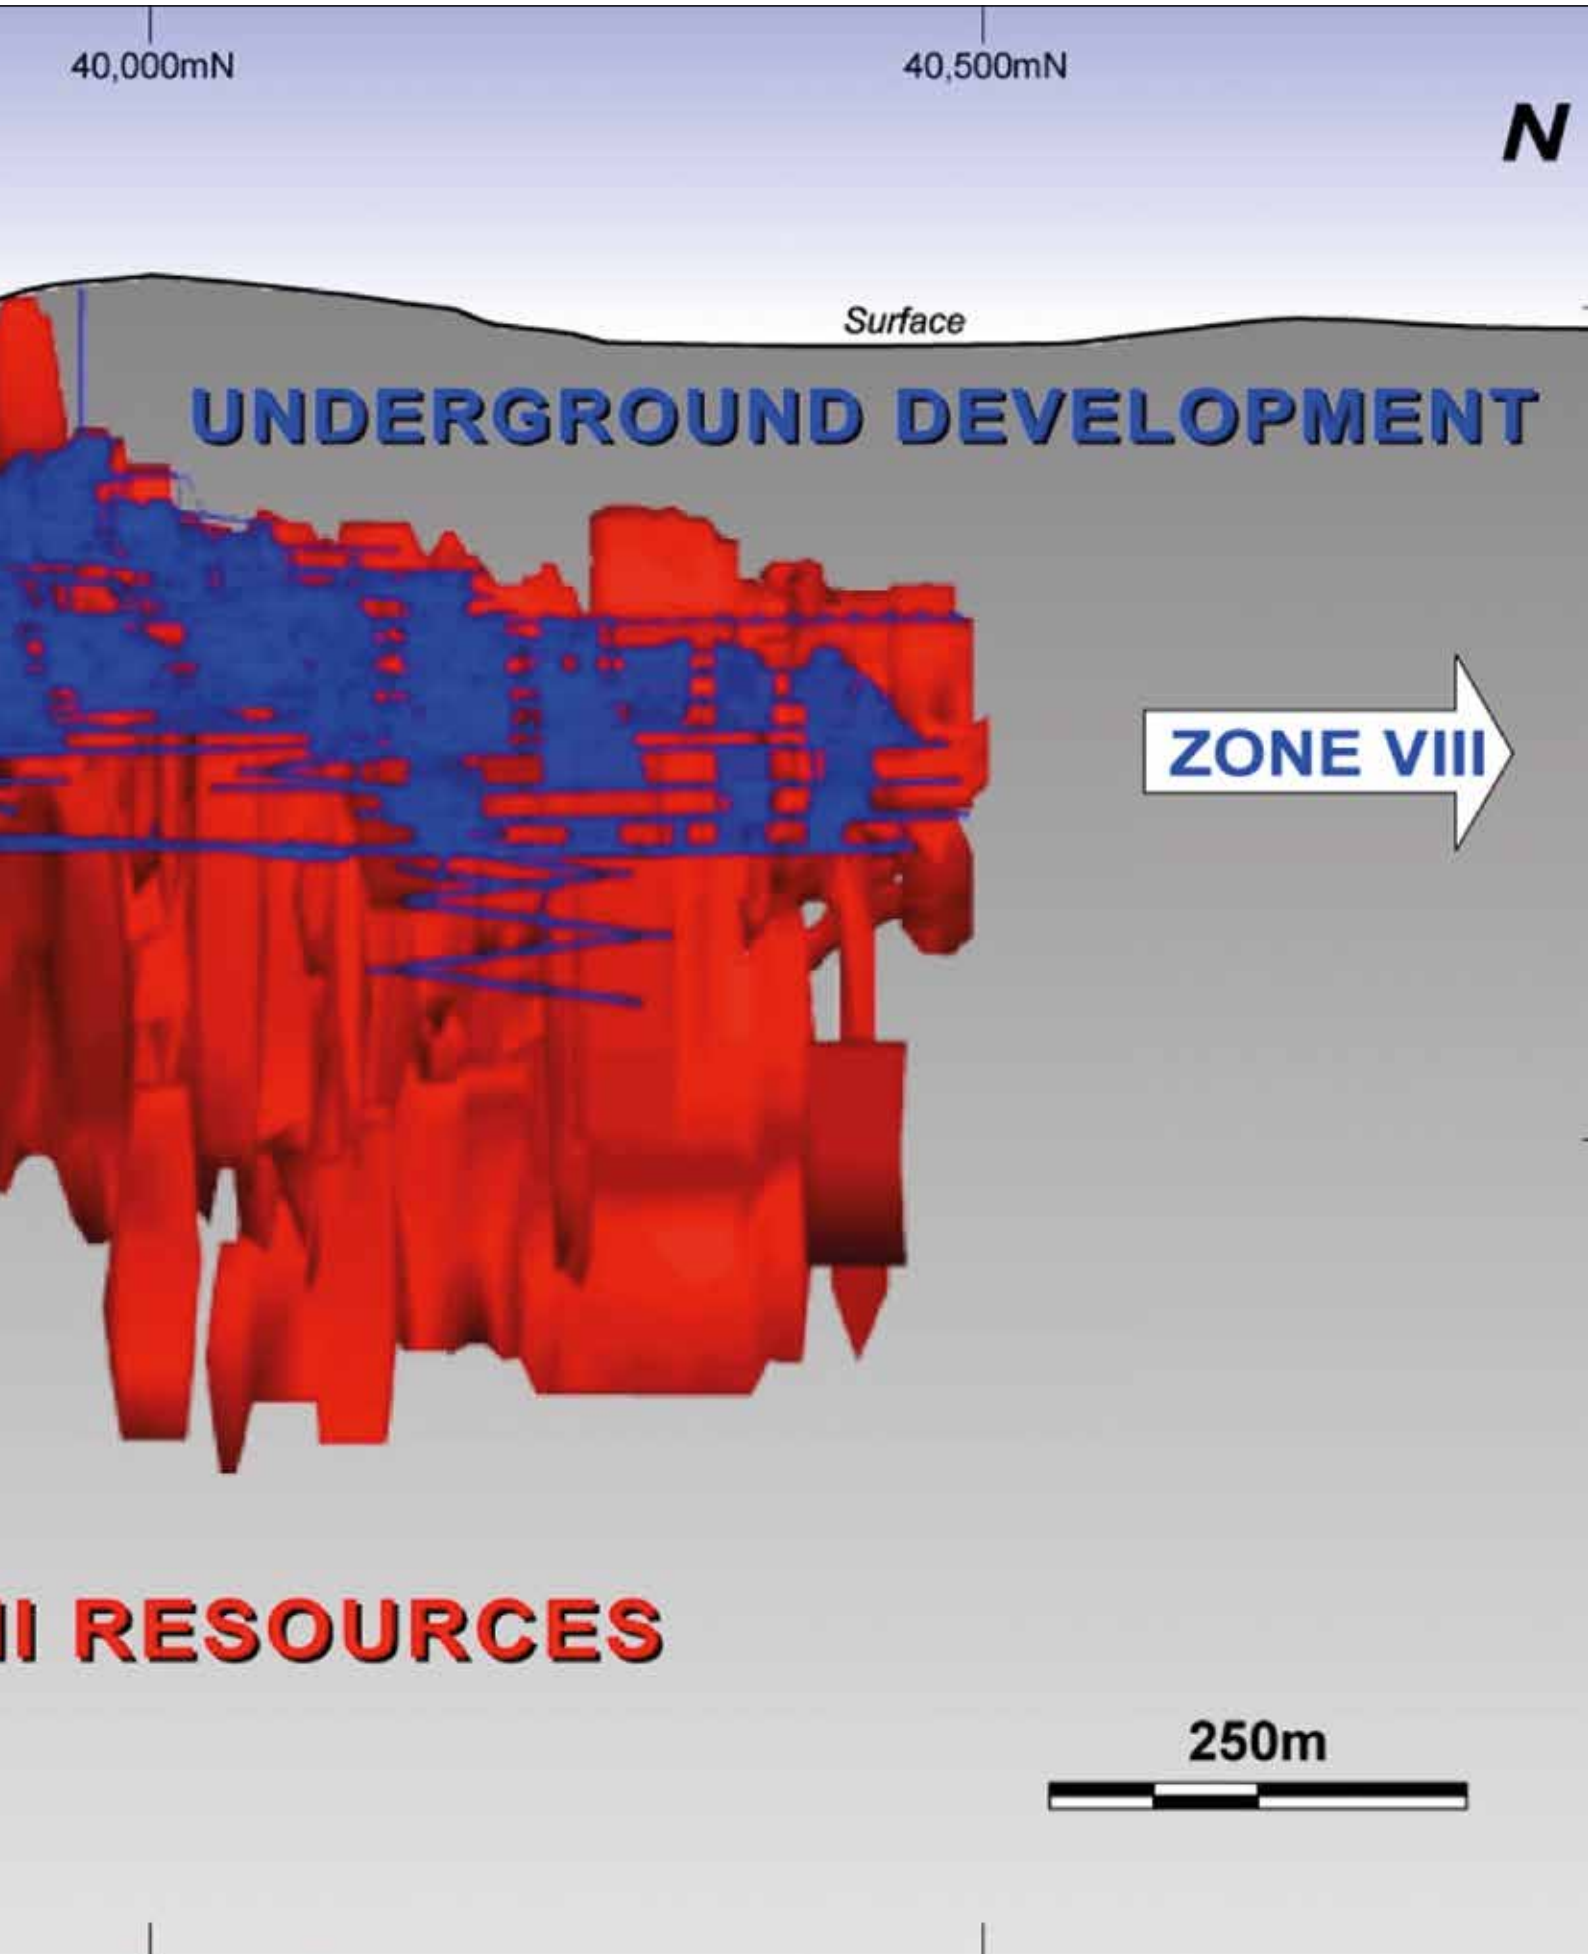 40,000mN 40,500mN
N
Surface
UNDERGROUND DEVELOPMENT
ZONE VIII
RESOURCES
250m